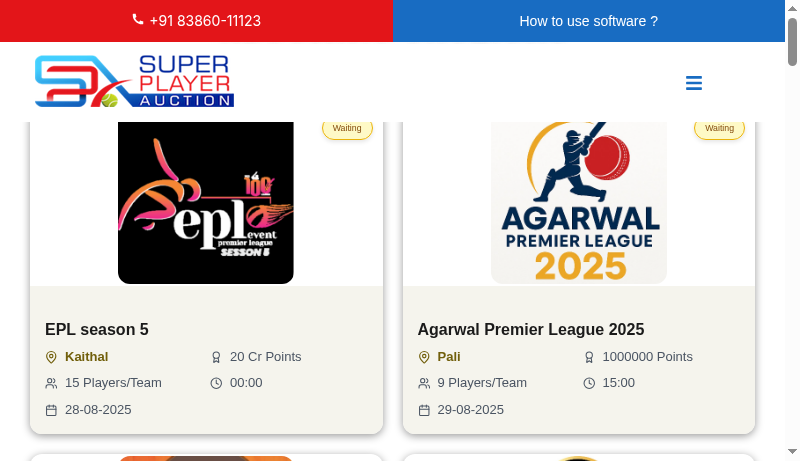 +91 83860-11123
How to use software ?
SUPER
PLAYER
AUCTION
Waiting
100
epl event
premier league
SESSON 5
EPL season 5
Kaithal
20 Cr Points
15 Players/Team
00:00
28-08-2025
Waiting
AGARWAL
PREMIER LEAGUE
2025
Agarwal Premier League 2025
Pali
1000000 Points
9 Players/Team
15:00
29-08-2025